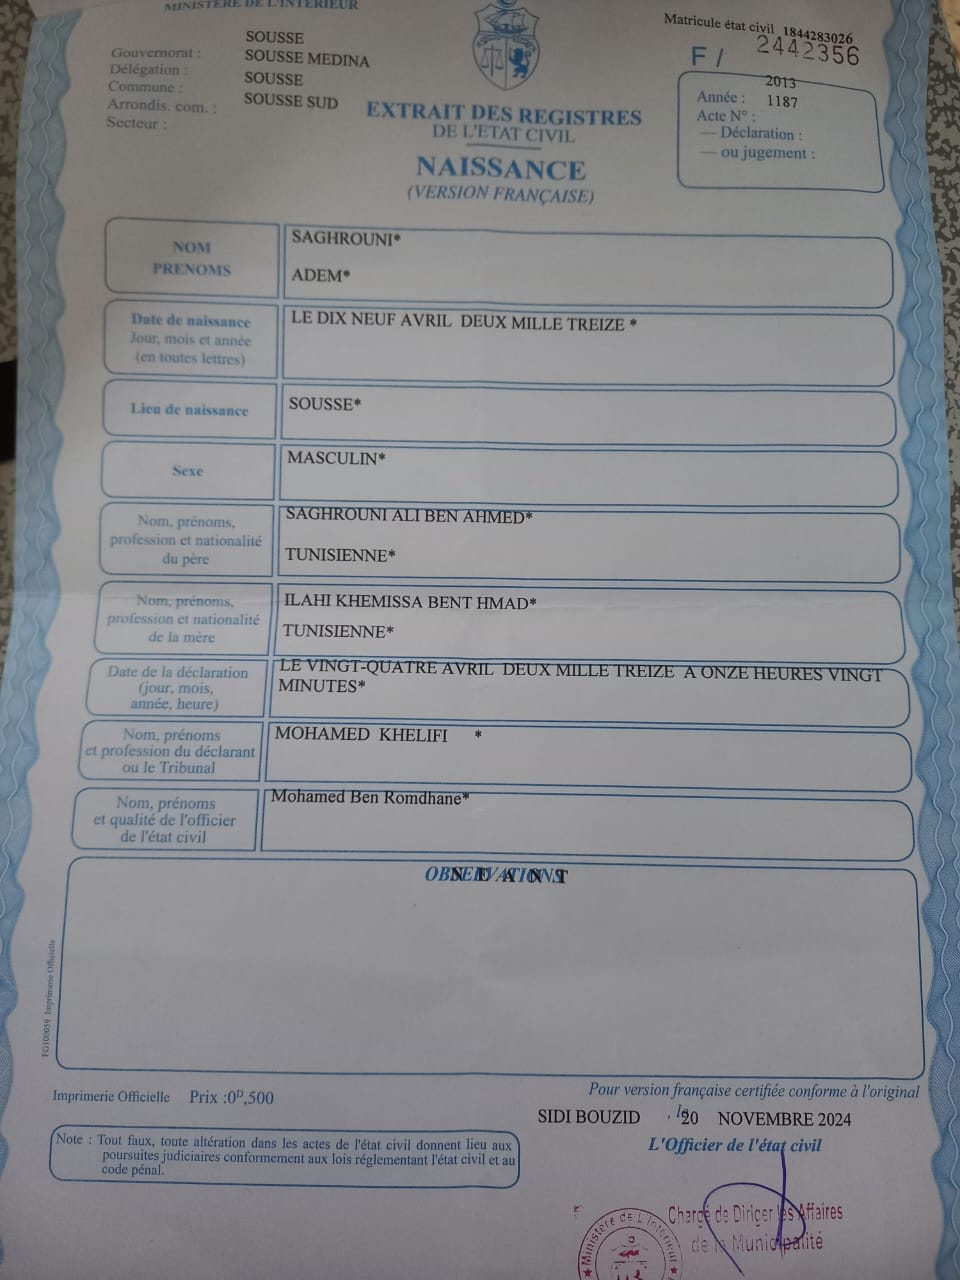 MINISTÈRE DE L'INTÉRIEUR
Gouvernorat : SOUSSE
Délégation : SOUSSE MEDINA
Commune : SOUSSE
Arrondis. com. : SOUSSE SUD
Secteur :
Matricule état civil 1844283026
F / 2442356
2013
Année : 1187
Acte N° :
— Déclaration :
— ou jugement :
EXTRAIT DES REGISTRES
DE L'ETAT CIVIL
NAISSANCE
(VERSION FRANÇAISE)
NOM
PRENOMS
SAGHROUNI*
ADEM*
Date de naissance
Jour, mois et année
(en toutes lettres)
LE DIX NEUF AVRIL DEUX MILLE TREIZE *
Lieu de naissance
SOUSSE*
Sexe
MASCULIN*
Nom, prénoms,
profession et nationalité
du père
SAGHROUNI ALI BEN AHMED*
TUNISIENNE*
Nom, prénoms,
profession et nationalité
de la mère
ILAHI KHEMISSA BENT HMAD*
TUNISIENNE*
Date de la déclaration
(jour, mois,
année, heure)
LE VINGT-QUATRE AVRIL DEUX MILLE TREIZE A ONZE HEURES VINGT
MINUTES*
Nom, prénoms
et profession du déclarant
ou le Tribunal
MOHAMED KHELIFI *
Nom, prénoms
et qualité de l'officier
de l'état civil
Mohamed Ben Romdhane*
OBSERVATIONS
N E A N T
FG100059 Imprimerie Officielle
Imprimerie Officielle Prix :0ᴰ,500
Pour version française certifiée conforme à l'original
SIDI BOUZID , le 20 NOVEMBRE 2024
L'Officier de l'état civil
Note : Tout faux, toute altération dans les actes de l'état civil donnent lieu aux
poursuites judiciaires conformement aux lois réglementant l'état civil et au
code pénal.
Chargé de Diriger les Affaires
de la Municipalité
Ministère de L'Interieur